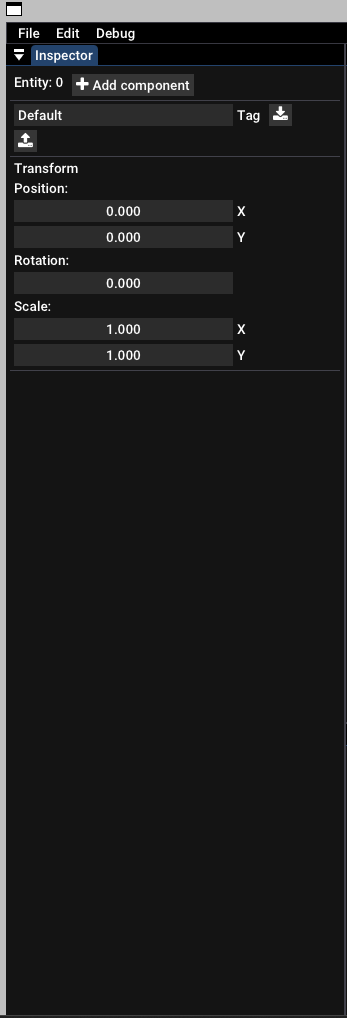 File Edit Debug
Inspector
Entity: 0 Add component
Default Tag
Transform
Position:
0.000 X
0.000 Y
Rotation:
0.000
Scale:
1.000 X
1.000 Y